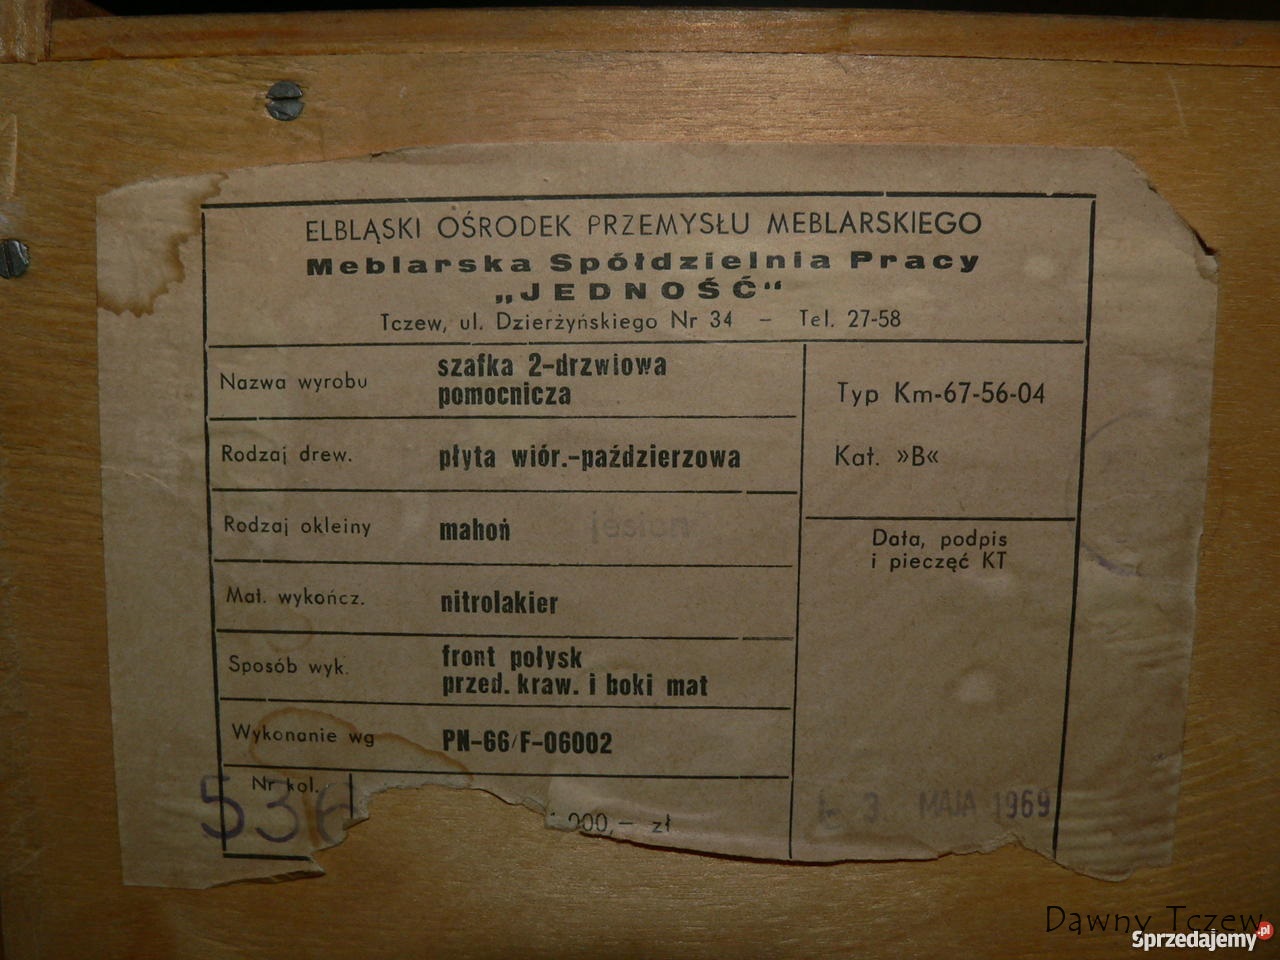 ELBLĄSKI OŚRODEK PRZEMYSŁU MEBLARSKIEGO
Meblarska Spółdzielnia Pracy
„JEDNOŚĆ“
Tczew, ul. Dzierżyńskiego Nr 34 – Tel. 27-58
Nazwa wyrobu szafka 2-drzwiowa
pomocnicza
Rodzaj drew. płyta wiór.-paździerzowa
Rodzaj okleiny mahoń jesion
Mat. wykończ. nitrolakier
Sposób wyk. front połysk
przed. kraw. i boki mat
Wykonanie wg PN-66/F-06002
Nr kol.
53
000,– zł
Typ Km-67-56-04
Kat. »B«
Data, podpis
i pieczęć KT
3. MAJA 1969
Dawny Tczew
Sprzedajemy.pl